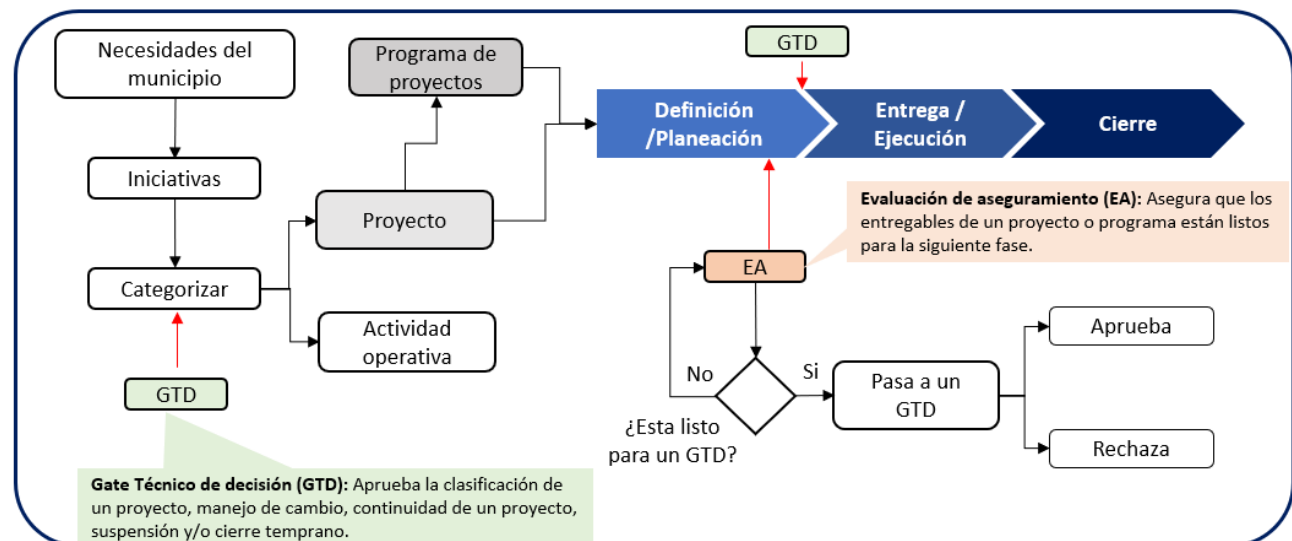 Necesidades del
municipio
Iniciativas
Categorizar
GTD
Gate Técnico de decisión (GTD): Aprueba la clasificación de
un proyecto, manejo de cambio, continuidad de un proyecto,
suspensión y/o cierre temprano.
Programa de
proyectos
Proyecto
Actividad
operativa
GTD
Definición
/Planeación
Entrega /
Ejecución
Cierre
Evaluación de aseguramiento (EA): Asegura que los
entregables de un proyecto o programa están listos
para la siguiente fase.
EA
No
Si
¿Esta listo
para un GTD?
Pasa a un
GTD
Aprueba
Rechaza